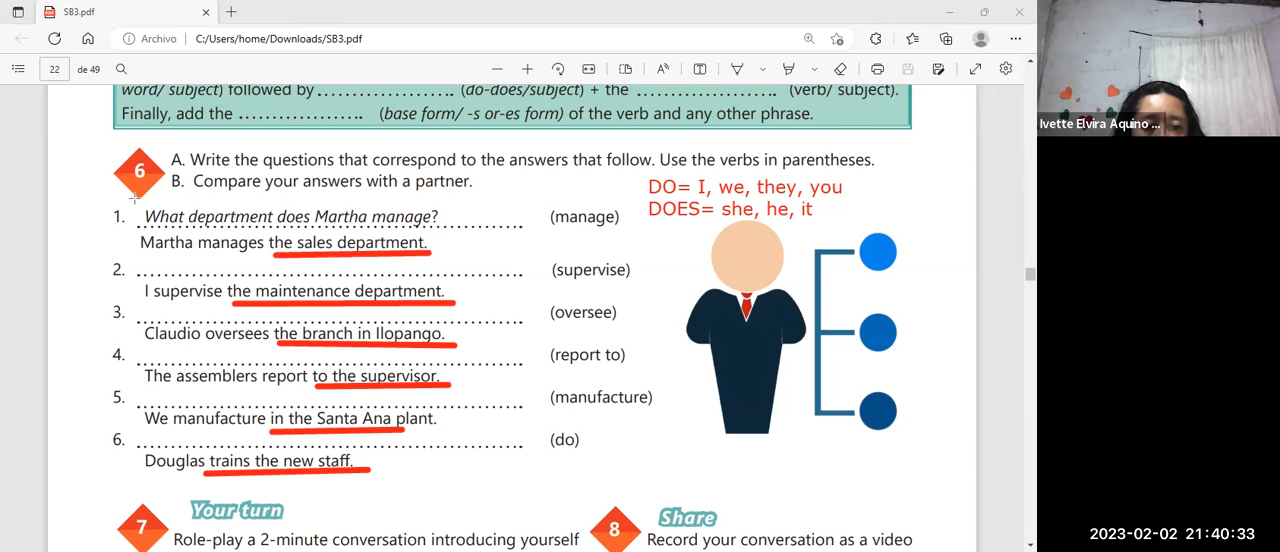 SB3.pdf
Archivo C:/Users/home/Downloads/SB3.pdf
22 de 49
word/ subject) followed by (do-does/subject) + the (verb/ subject).
Finally, add the (base form/ -s or-es form) of the verb and any other phrase.
6 A. Write the questions that correspond to the answers that follow. Use the verbs in parentheses.
B. Compare your answers with a partner.
DO= I, we, they, you
DOES= she, he, it
1. What department does Martha manage? (manage)
Martha manages the sales department.
2. (supervise)
I supervise the maintenance department.
3. (oversee)
Claudio oversees the branch in Ilopango.
4. (report to)
The assemblers report to the supervisor.
5. (manufacture)
We manufacture in the Santa Ana plant.
6. (do)
Douglas trains the new staff.
7 Your turn
Role-play a 2-minute conversation introducing yourself
8 Share
Record your conversation as a video
Ivette Elvira Aquino ...
2023-02-02 21:40:33